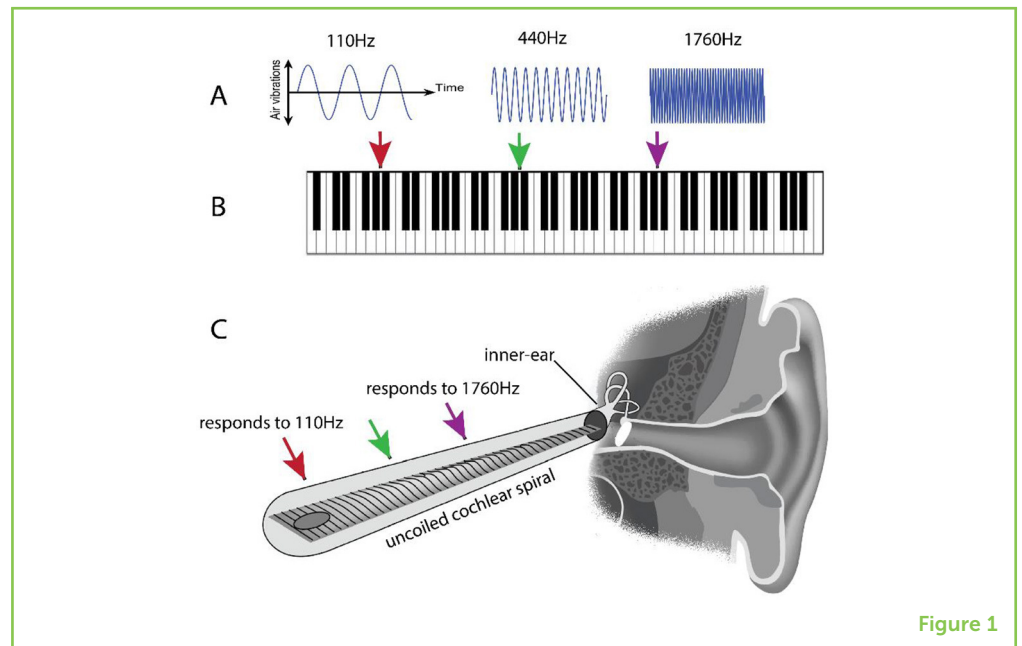 110Hz
440Hz
1760Hz
A
Air vibrations
Time
B
C
inner-ear
responds to 1760Hz
responds to 110Hz
uncoiled cochlear spiral
Figure 1